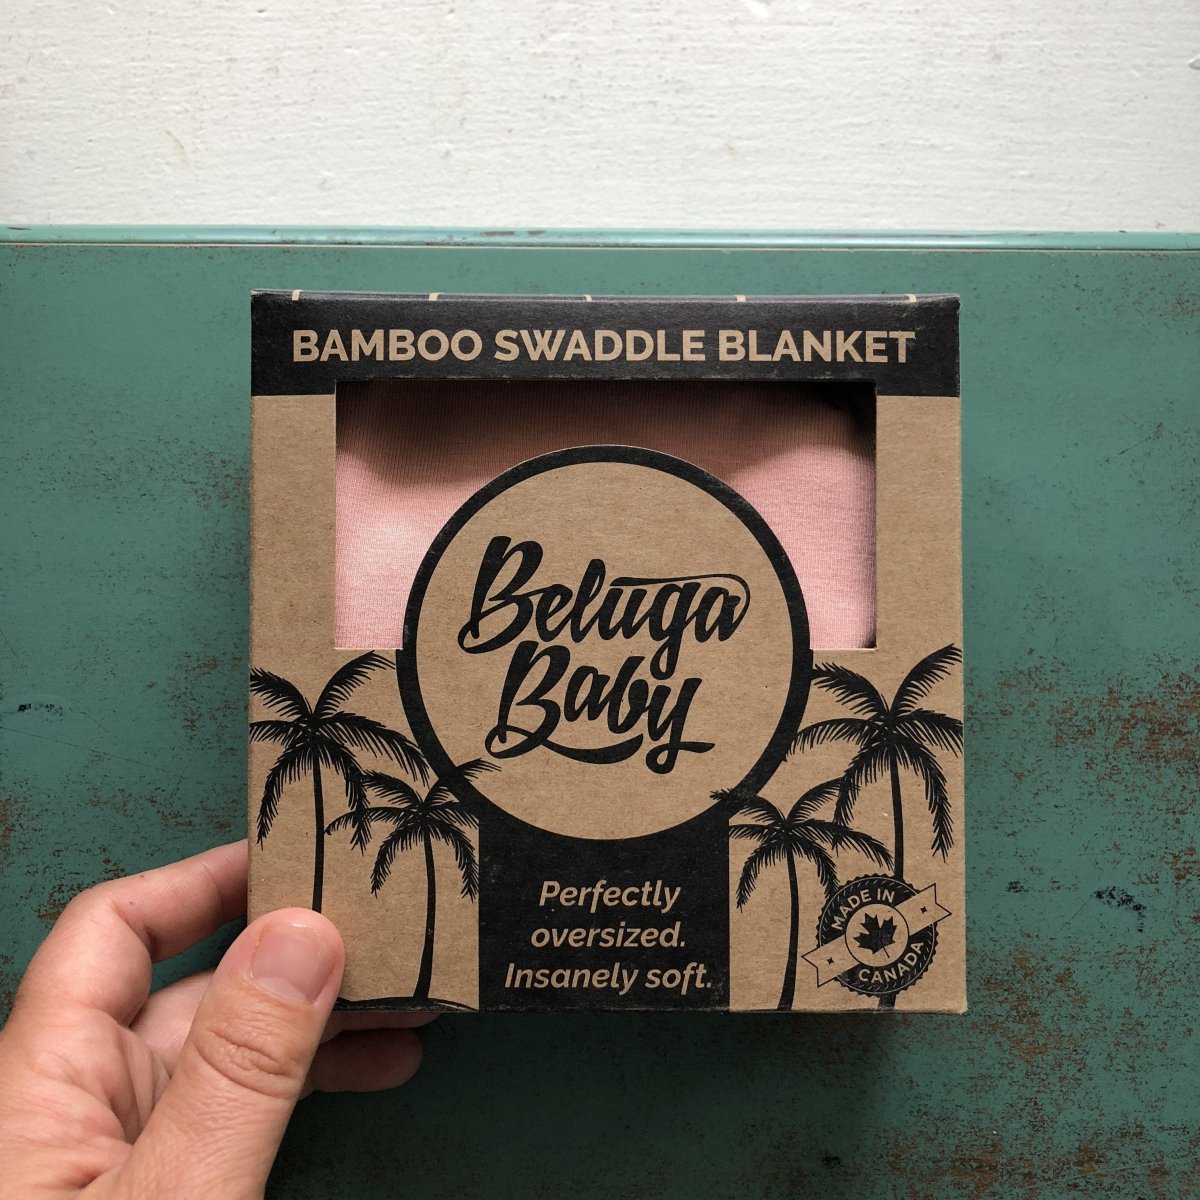 BAMBOO SWADDLE BLANKET
Beluga
Baby
Perfectly
oversized.
Insanely soft.
MADE IN
CANADA